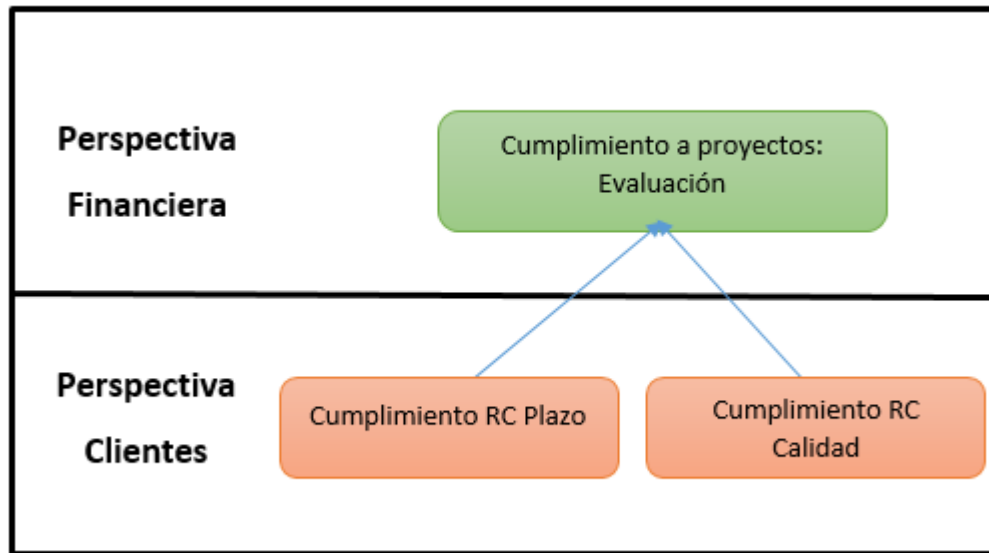 Perspectiva
Financiera
Cumplimiento a proyectos:
Evaluación
Perspectiva
Clientes
Cumplimiento RC Plazo
Cumplimiento RC
Calidad